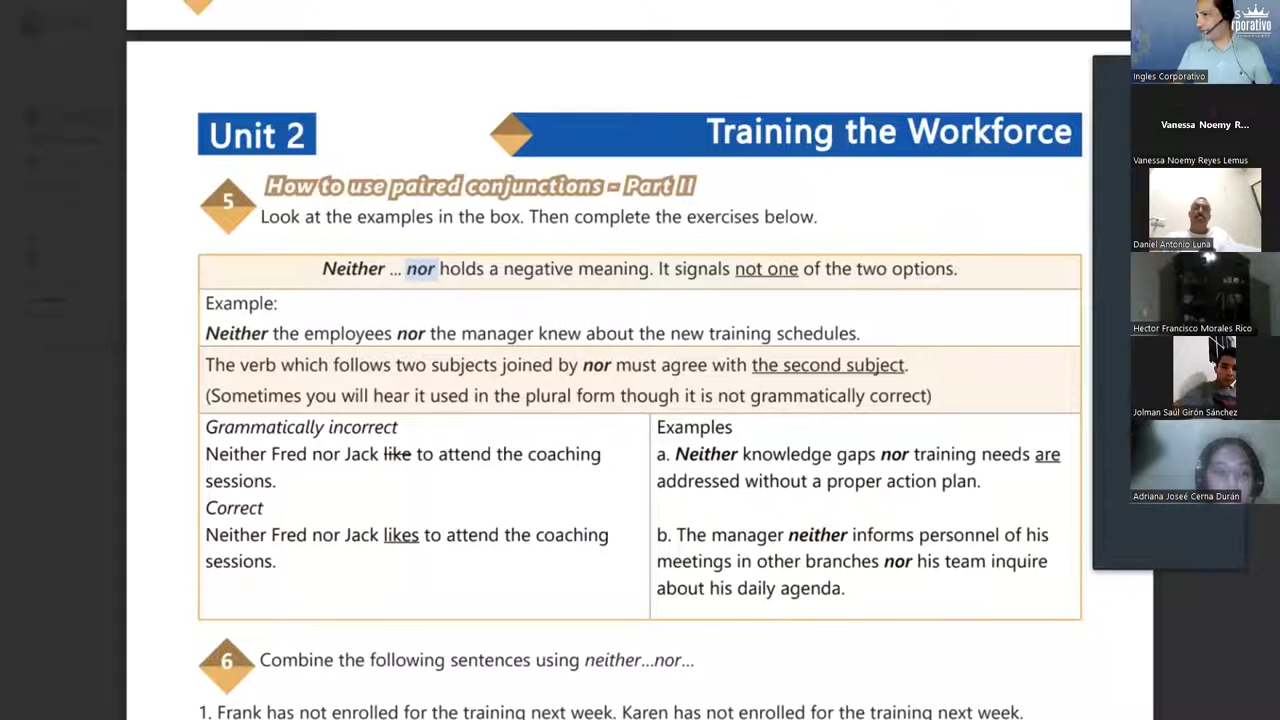 Unit 2
Training the Workforce
5
How to use paired conjunctions - Part II
Look at the examples in the box. Then complete the exercises below.
Neither ... nor holds a negative meaning. It signals not one of the two options.
Example:
Neither the employees nor the manager knew about the new training schedules.
The verb which follows two subjects joined by nor must agree with the second subject.
(Sometimes you will hear it used in the plural form though it is not grammatically correct)
Grammatically incorrect
Neither Fred nor Jack like to attend the coaching
sessions.
Correct
Neither Fred nor Jack likes to attend the coaching
sessions.
Examples
a. Neither knowledge gaps nor training needs are
addressed without a proper action plan.
b. The manager neither informs personnel of his
meetings in other branches nor his team inquire
about his daily agenda.
6
Combine the following sentences using neither...nor...
1. Frank has not enrolled for the training next week. Karen has not enrolled for the training next week.
Ingles Corporativo
Vanessa Noemy R...
Vanessa Noemy Reyes Lemus
Daniel Antonio Luna
Hector Francisco Morales Rico
Jolman Saúl Girón Sánchez
Adriana Joseé Cerna Durán